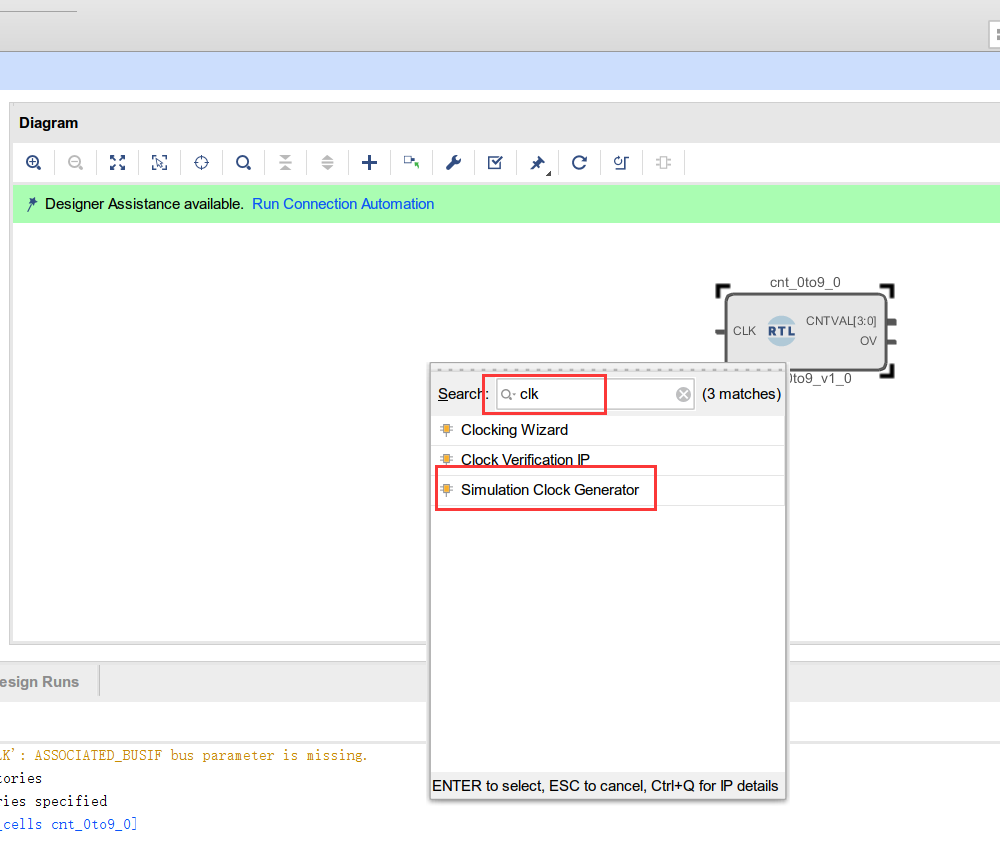 Diagram
Designer Assistance available. Run Connection Automation
cnt_0to9_0
CLK
RTL
CNTVAL[3:0]
OV
0to9_v1_0
Search: clk (3 matches)
Clocking Wizard
Clock Verification IP
Simulation Clock Generator
ENTER to select, ESC to cancel, Ctrl+Q for IP details
esign Runs
LK': ASSOCIATED_BUSIF bus parameter is missing.
tories
ries specified
_cells cnt_0to9_0]